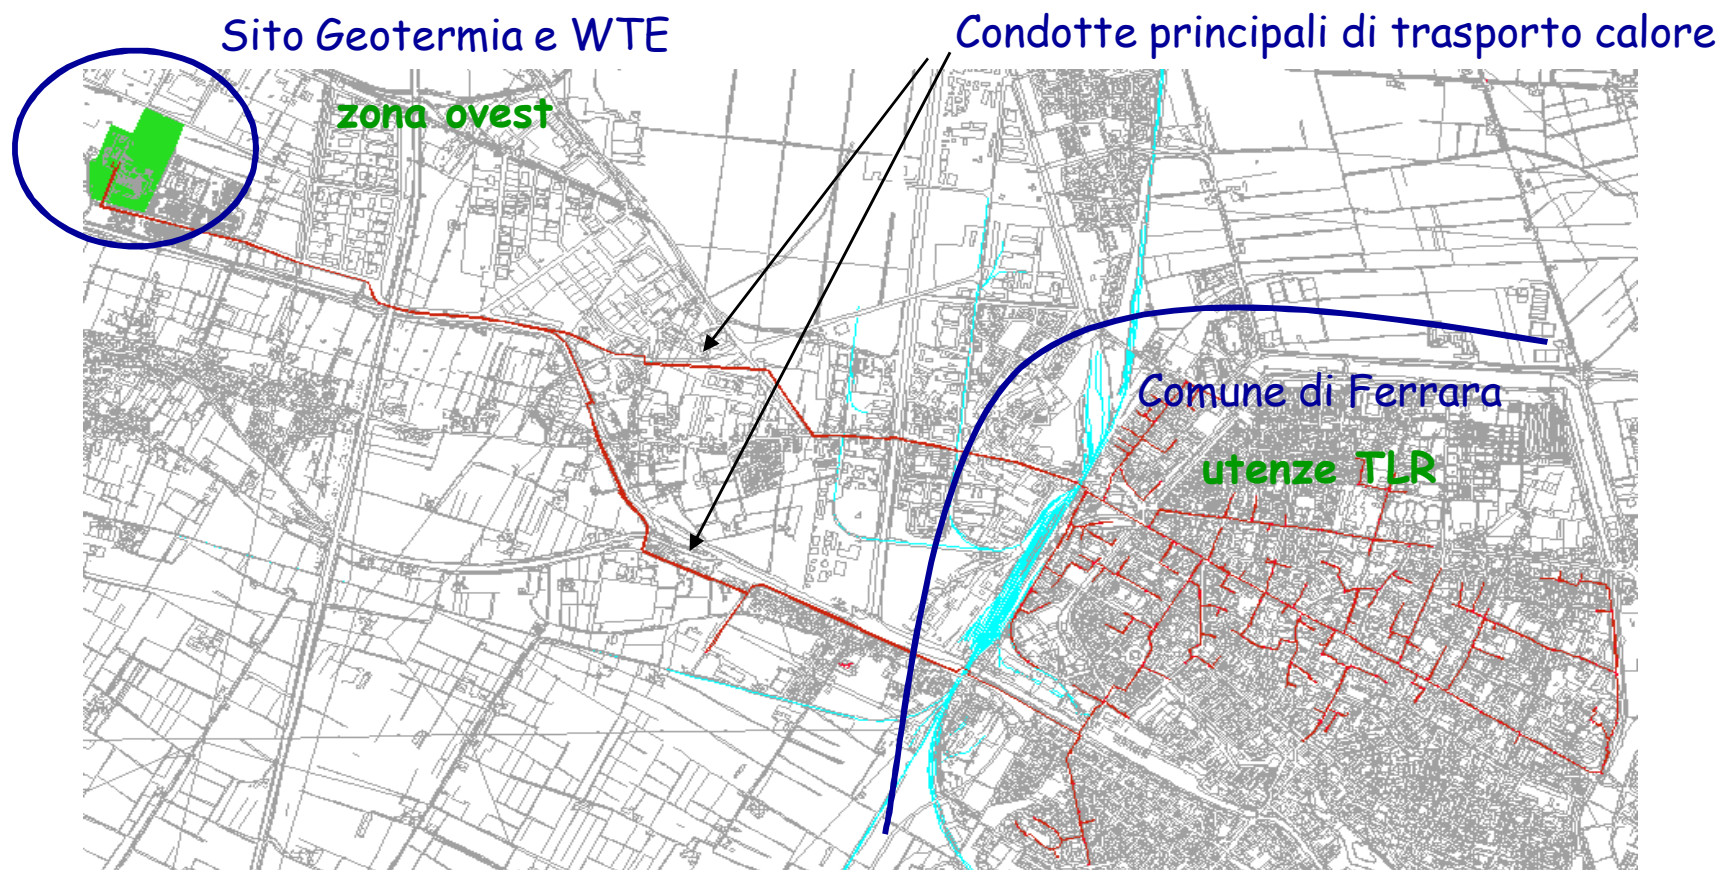 Sito Geotermia e WTE
Condotte principali di trasporto calore
zona ovest
Comune di Ferrara
utenze TLR